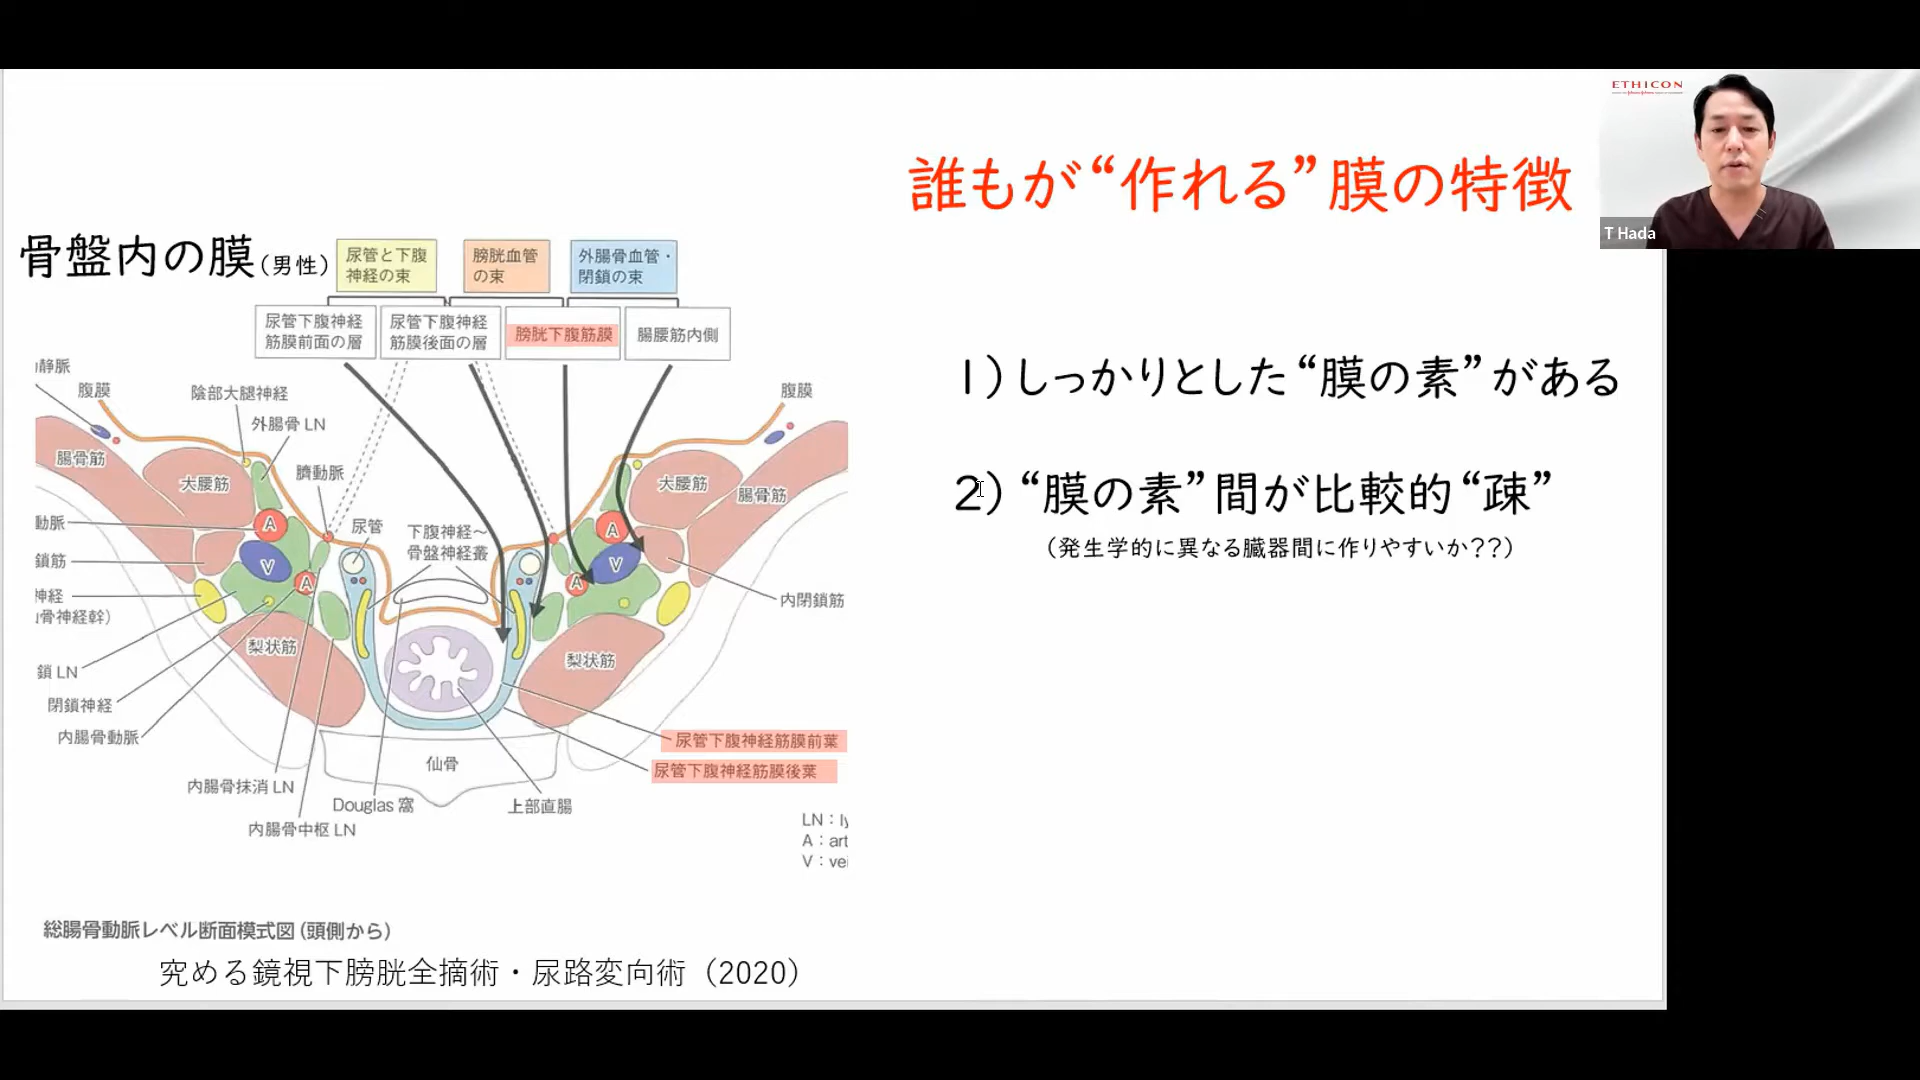 ETHICON
T Hada
誰もが“作れる”膜の特徴
骨盤内の膜(男性)
尿管と下腹
神経の束
膀胱血管
の束
外腸骨血管・
閉鎖の束
尿管下腹神経
筋膜前面の層
尿管下腹神経
筋膜後面の層
膀胱下腹筋膜
腸腰筋内側
静脈
腹膜
陰部大腿神経
外腸骨 LN
腸骨筋
大腰筋
臍動脈
動脈
A
尿管
下腹神経〜
骨盤神経叢
鎖筋
V
A
神経
骨神経幹)
梨状筋
鎖 LN
閉鎖神経
内腸骨動脈
内腸骨抹消 LN
内腸骨中枢 LN
Douglas 窩
仙骨
上部直腸
腹膜
大腰筋
腸骨筋
A
V
A
内閉鎖筋
梨状筋
尿管下腹神経筋膜前葉
尿管下腹神経筋膜後葉
LN:ly
A:art
V:vei
総腸骨動脈レベル断面模式図(頭側から)
究める鏡視下膀胱全摘術・尿路変向術(2020)
1)しっかりとした“膜の素”がある
2)“膜の素”間が比較的“疎”
(発生学的に異なる臓器間に作りやすいか??)